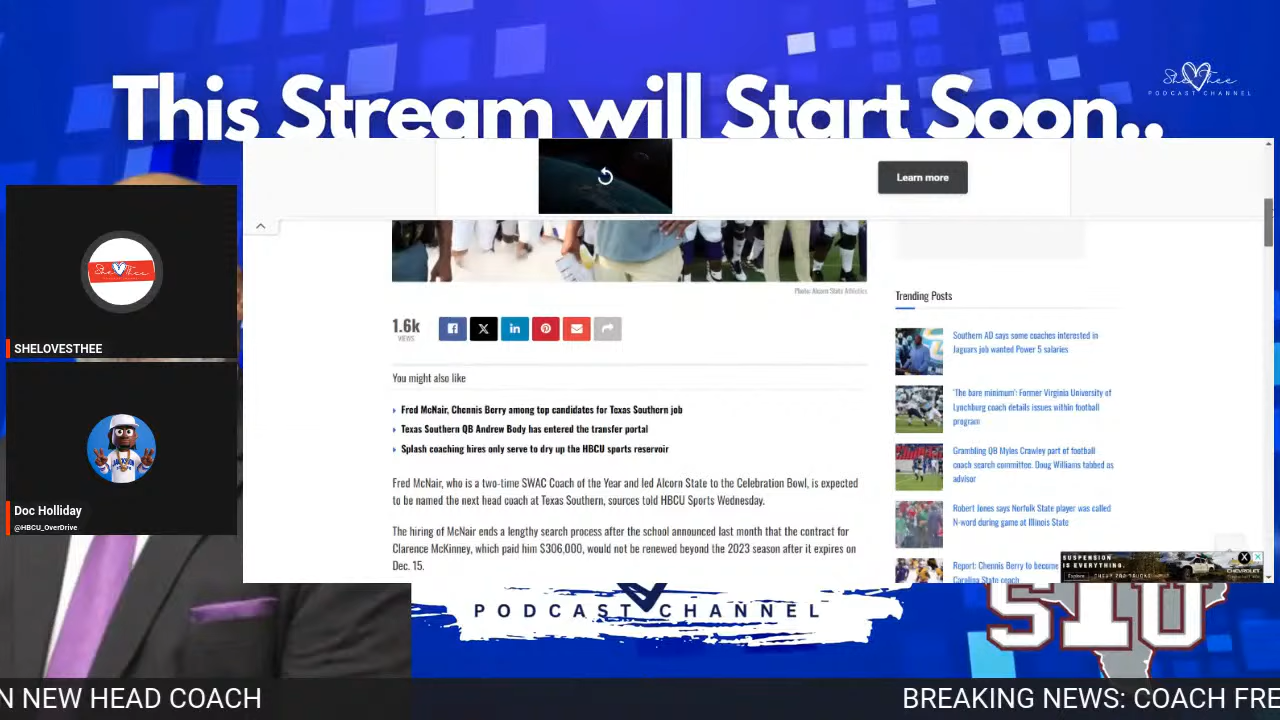 This Stream will Start Soon..
She Thee
PODCAST CHANNEL
Learn more
Photo: Alcorn State Athletics
1.6k
VIEWS
You might also like
Fred McNair, Chennis Berry among top candidates for Texas Southern job
Texas Southern QB Andrew Body has entered the transfer portal
Splash coaching hires only serve to dry up the HBCU sports reservoir
Fred McNair, who is a two-time SWAC Coach of the Year and led Alcorn State to the Celebration Bowl, is expected
to be named the next head coach at Texas Southern, sources told HBCU Sports Wednesday.
The hiring of McNair ends a lengthy search process after the school announced last month that the contract for
Clarence McKinney, which paid him $306,000, would not be renewed beyond the 2023 season after it expires on
Dec. 15.
Trending Posts
Southern AD says some coaches interested in
Jaguars job wanted Power 5 salaries
'The bare minimum': Former Virginia University of
Lynchburg coach details issues within football
program
Grambling QB Myles Crawley part of football
coach search committee. Doug Williams tabbed as
advisor
Robert Jones says Norfolk State player was called
N-word during game at Illinois State
Report: Chennis Berry to become
Carolina State coach
SUSPENSION
IS EVERYTHING.
Explore
CHEVROLET
She Thee
SHELOVESTHEE
JACKSON
Doc Holliday
@HBCU_OverDrive
PODCAST CHANNEL
N NEW HEAD COACH
BREAKING NEWS: COACH FRE